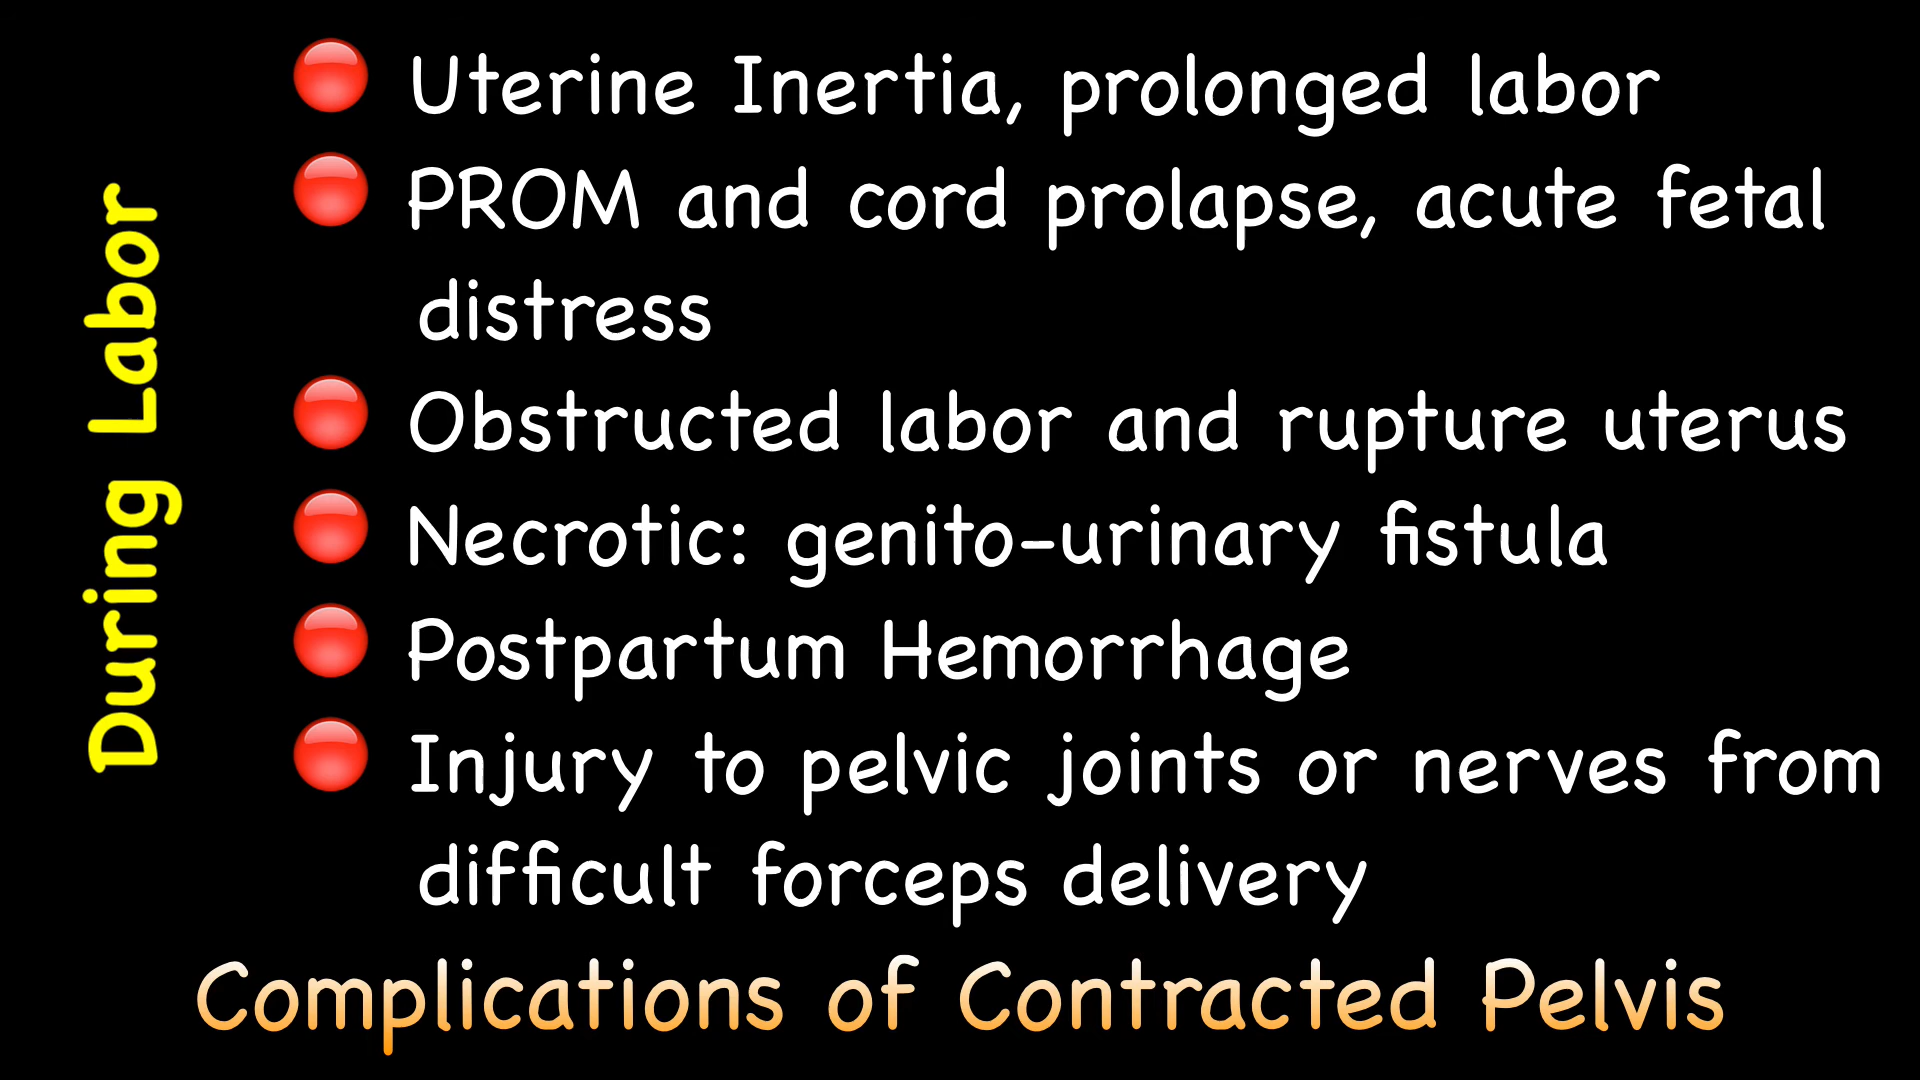 During Labor
Uterine Inertia, prolonged labor
PROM and cord prolapse, acute fetal
distress
Obstructed labor and rupture uterus
Necrotic: genito-urinary fistula
Postpartum Hemorrhage
Injury to pelvic joints or nerves from
difficult forceps delivery
Complications of Contracted Pelvis